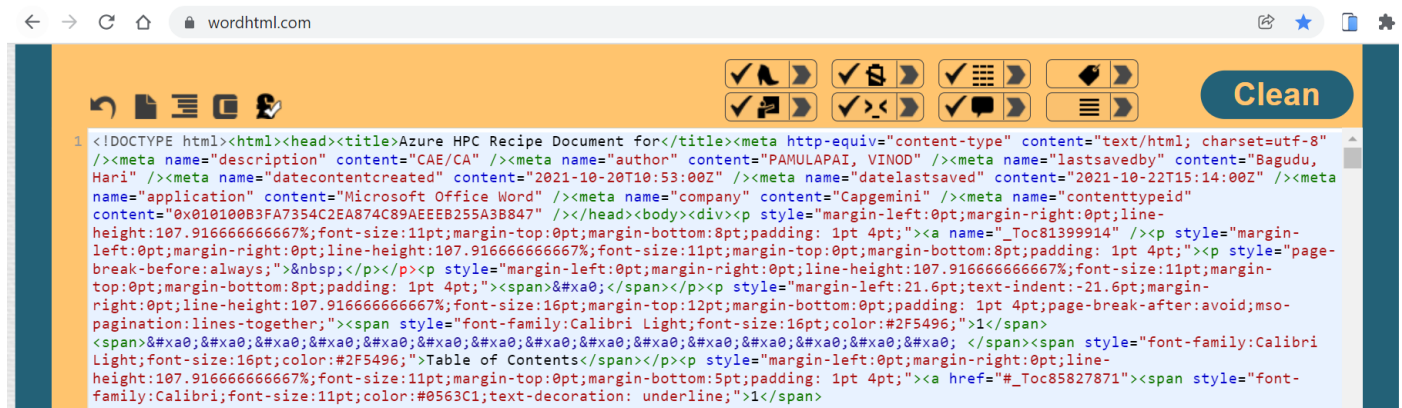 wordhtml.com
Clean
1 <!DOCTYPE html><html><head><title>Azure HPC Recipe Document for</title><meta http-equiv="content-type" content="text/html; charset=utf-8"
/><meta name="description" content="CAE/CA" /><meta name="author" content="PAMULAPAI, VINOD" /><meta name="lastsavedby" content="Bagudu,
Hari" /><meta name="datecontentcreated" content="2021-10-20T10:53:00Z" /><meta name="datelastsaved" content="2021-10-22T15:14:00Z" /><meta
name="application" content="Microsoft Office Word" /><meta name="company" content="Capgemini" /><meta name="contenttypeid"
content="0x010100B3FA7354C2EA874C89AEEEB255A3B847" /></head><body><div><p style="margin-left:0pt;margin-right:0pt;line-
height:107.916666666667%;font-size:11pt;margin-top:0pt;margin-bottom:8pt;padding: 1pt 4pt;"><a name="_Toc81399914" /><p style="margin-
left:0pt;margin-right:0pt;line-height:107.916666666667%;font-size:11pt;margin-top:0pt;margin-bottom:8pt;padding: 1pt 4pt;"><p style="page-
break-before:always;">&nbsp;</p></p><p style="margin-left:0pt;margin-right:0pt;line-height:107.916666666667%;font-size:11pt;margin-
top:0pt;margin-bottom:8pt;padding: 1pt 4pt;"><span>&#xa0;</span></p><p style="margin-left:21.6pt;text-indent:-21.6pt;margin-
right:0pt;line-height:107.916666666667%;font-size:16pt;margin-top:12pt;margin-bottom:0pt;padding: 1pt 4pt;page-break-after:avoid;mso-
pagination:lines-together;"><span style="font-family:Calibri Light;font-size:16pt;color:#2F5496;">1</span>
<span>&#xa0;&#xa0;&#xa0;&#xa0;&#xa0;&#xa0;&#xa0;&#xa0;&#xa0;&#xa0;&#xa0;&#xa0;&#xa0;&#xa0; </span><span style="font-family:Calibri
Light;font-size:16pt;color:#2F5496;">Table of Contents</span></p><p style="margin-left:0pt;margin-right:0pt;line-
height:107.916666666667%;font-size:11pt;margin-top:0pt;margin-bottom:5pt;padding: 1pt 4pt;"><a href="#_Toc85827871"><span style="font-
family:Calibri;font-size:11pt;color:#0563C1;text-decoration: underline;">1</span>